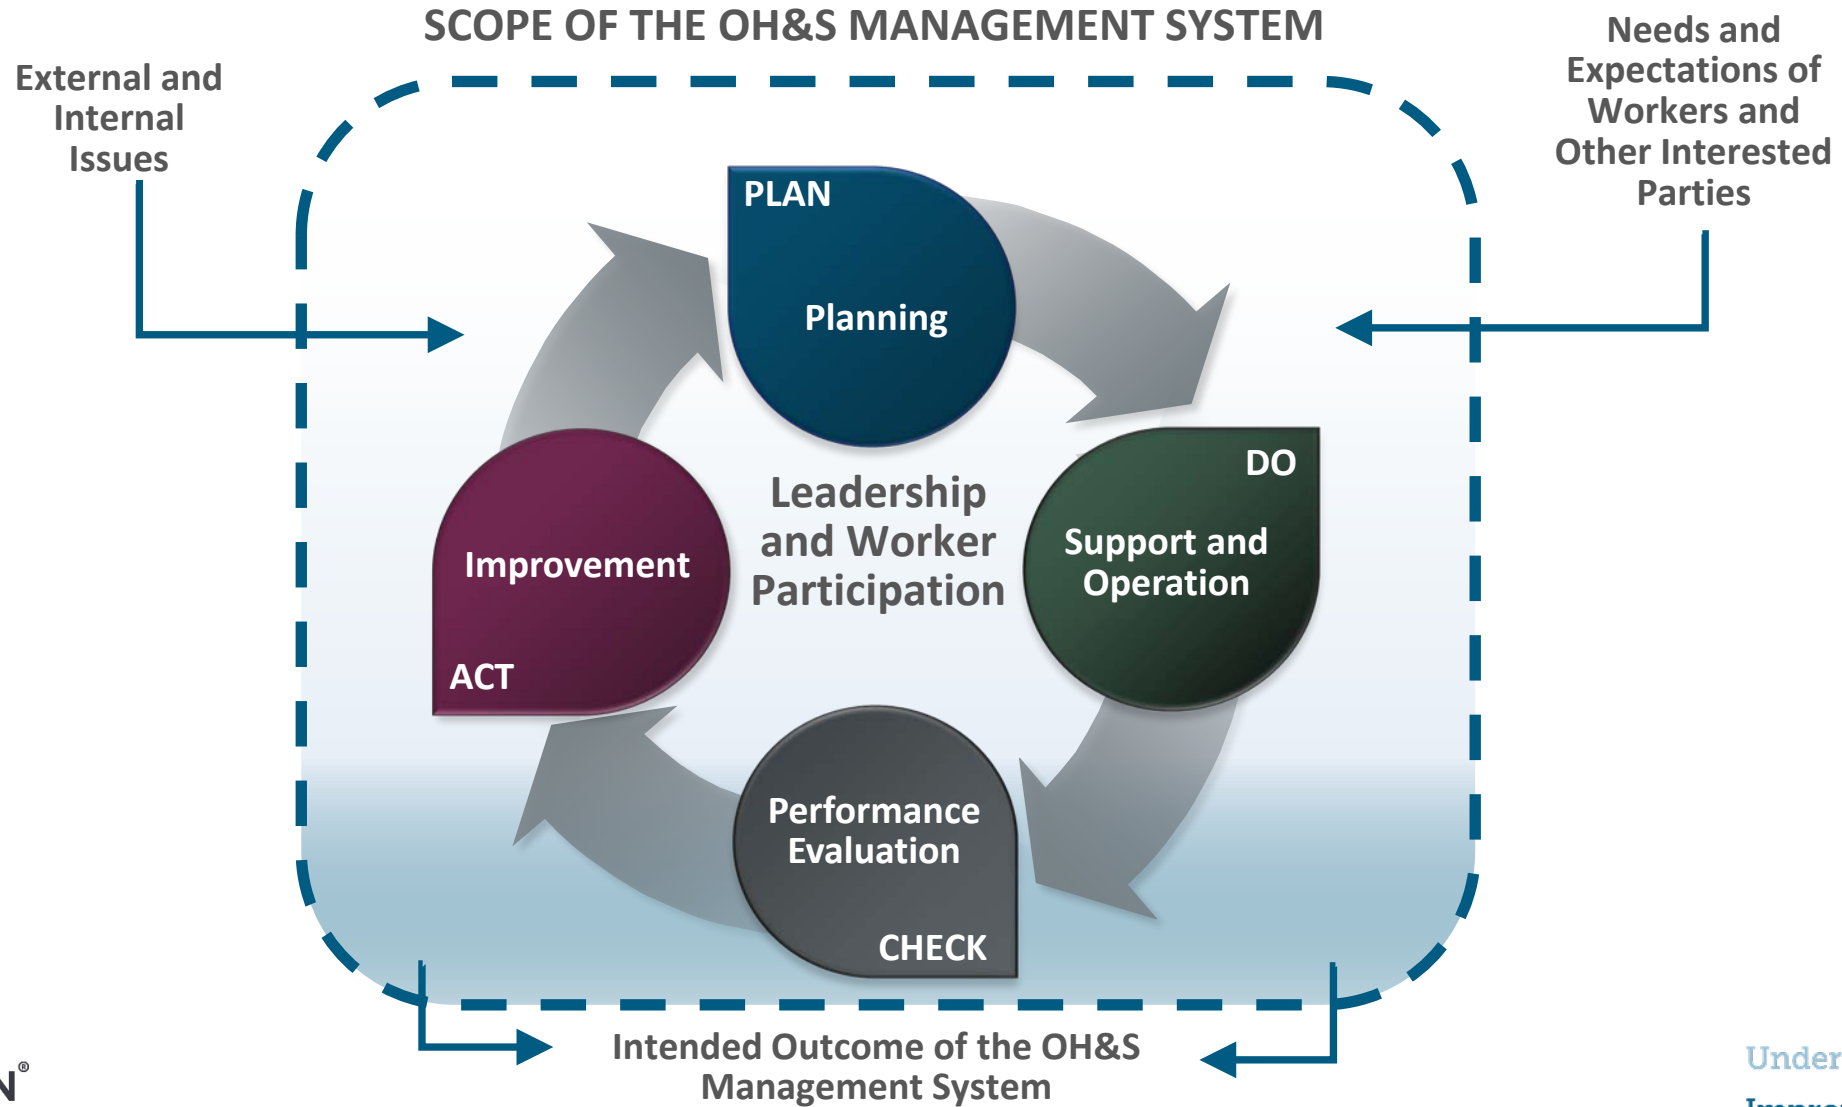 SCOPE OF THE OH&S MANAGEMENT SYSTEM
External and
Internal
Issues
Needs and
Expectations of
Workers and
Other Interested
Parties
PLAN
Planning
DO
Support and
Operation
Leadership
and Worker
Participation
Improvement
ACT
Performance
Evaluation
CHECK
Intended Outcome of the OH&S
Management System
N®
Under